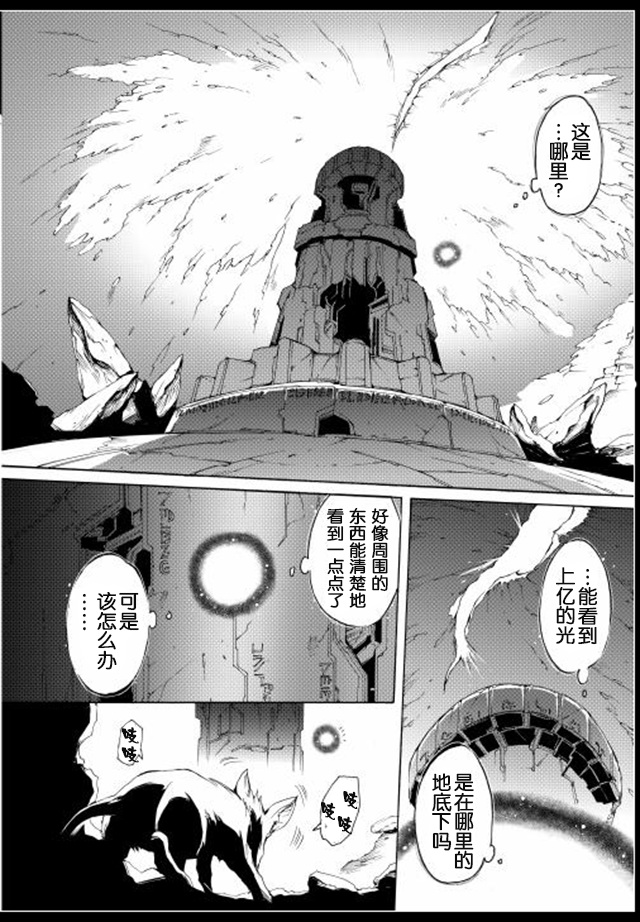 这是
…哪里？
…能看到
上亿的光
是在哪里的
地底下吗
好像周围的
东西能清楚地
看到一点点了
可是
该怎么办
……
吱
吱
吱
吱